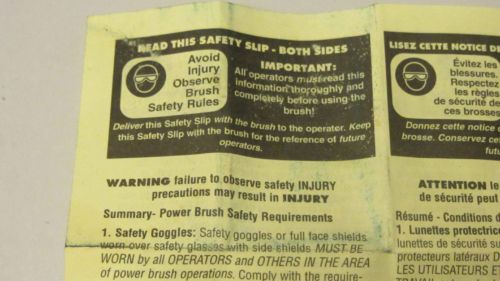 READ THIS SAFETY SLIP - BOTH SIDES
Avoid
Injury
Observe
Brush
Safety Rules
IMPORTANT:
All operators must read this
information thoroughly and
completely before using the
brush!
Deliver this Safety Slip with the brush to the operator. Keep
this Safety Slip with the brush for the reference of future
operators.
WARNING failure to observe safety INJURY
precautions may result in INJURY
Summary- Power Brush Safety Requirements
1. Safety Goggles: Safety goggles or full face shields
worn over safety glasses with side shields MUST BE
WORN by all OPERATORS and OTHERS IN THE AREA
of power brush operations. Comply with the require-
LISEZ CETTE NOTICE DE
Évitez les
blessures.
Respectez
les règles
de sécurité de
ces brosses
Donnez cette notice
brosse. Conservez cet
futu
ATTENTION le
de sécurité peut
Résumé - Conditions d
1. Lunettes protectrice
lunettes de sécurité su
protecteurs latéraux D
LES UTILISATEURS ET